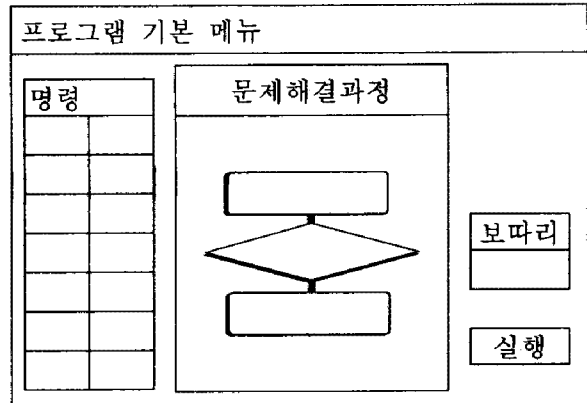 프로그램 기본 메뉴
명령
문제해결과정
보따리
실행